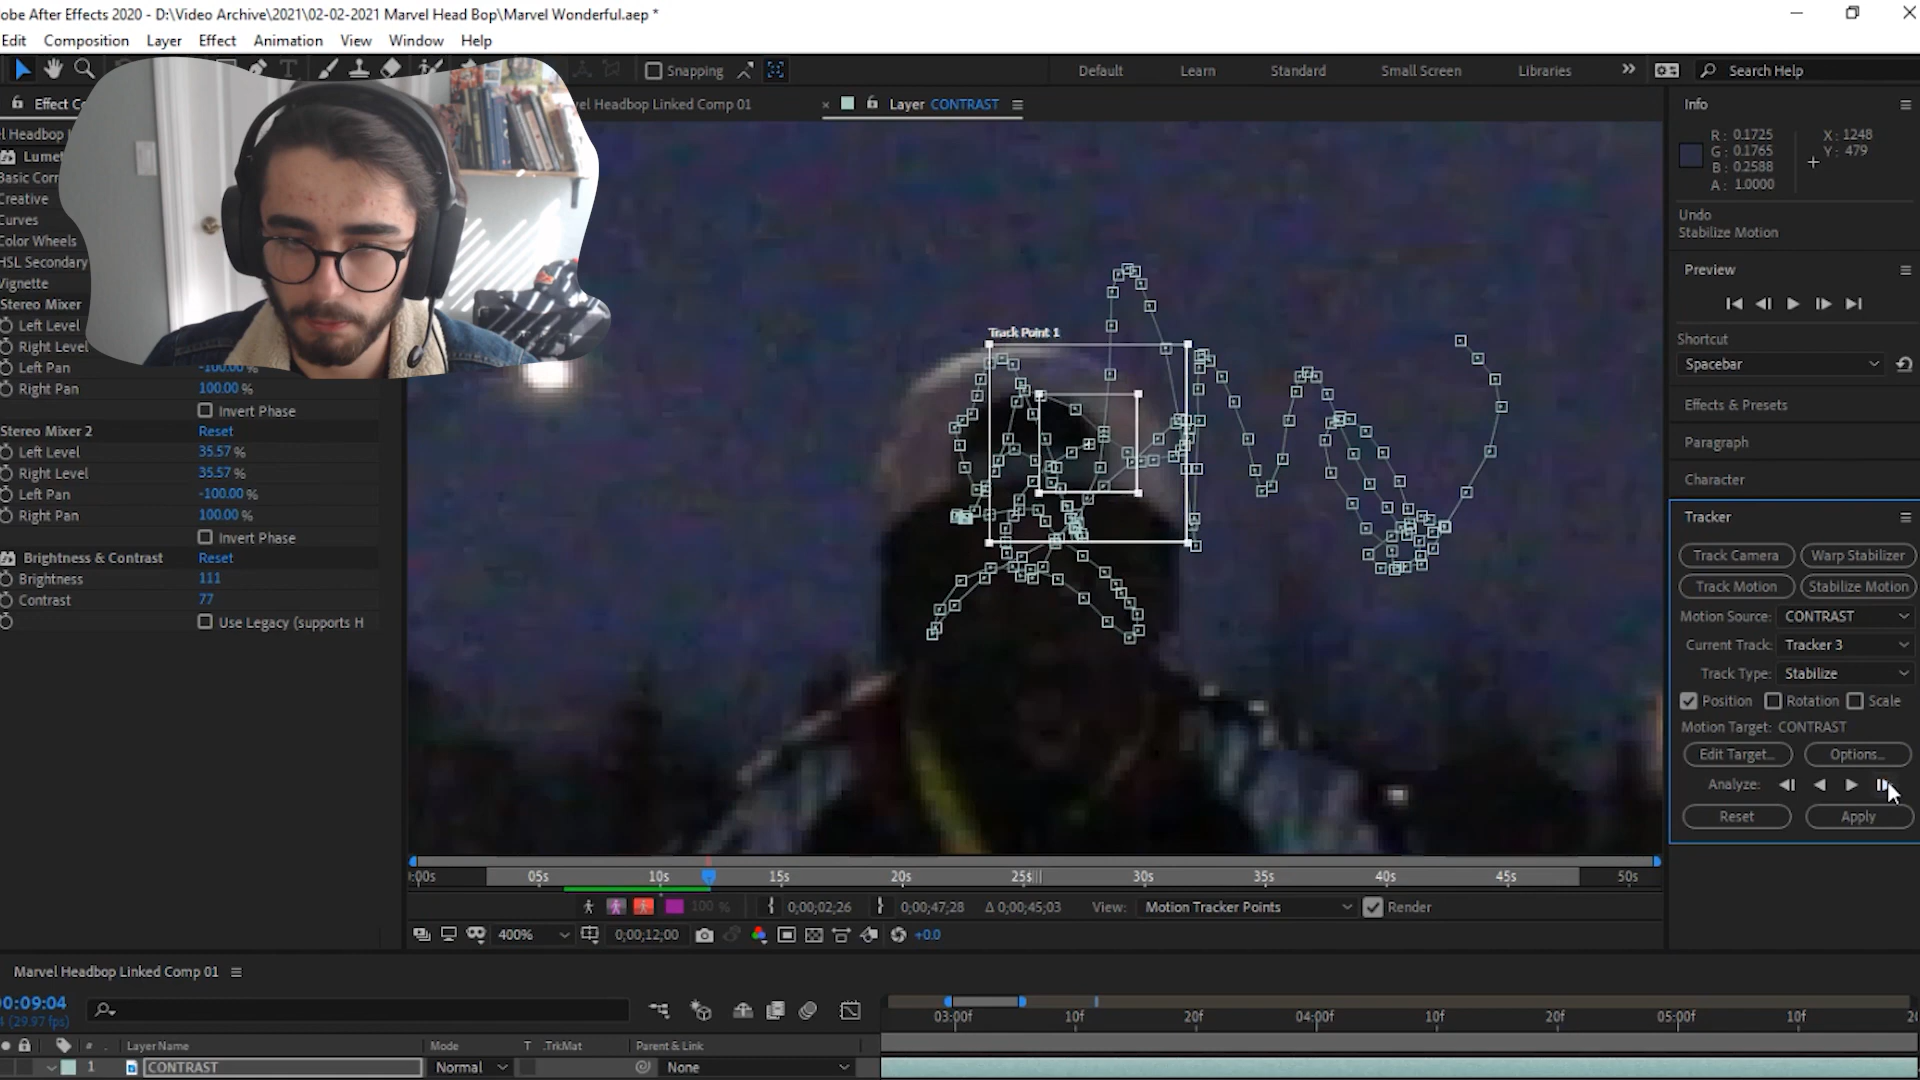 obe After Effects 2020 - D:\Video Archive\2021\02-02-2021 Marvel Head Bop\Marvel Wonderful.aep *
Edit Composition Layer Effect Animation View Window Help
Snapping
Default Learn Standard Small Screen Libraries
Search Help
Effect Co
el Headbop Linked Comp 01
Layer CONTRAST
el Headbop
Lumet
Basic Corr
Creative
Curves
Color Wheels
HSL Secondary
Vignette
Stereo Mixer
Left Level
Right Level
Left Pan -100.00 %
Right Pan 100.00 %
Invert Phase
Stereo Mixer 2 Reset
Left Level 35.57 %
Right Level 35.57 %
Left Pan -100.00 %
Right Pan 100.00 %
Invert Phase
Brightness & Contrast Reset
Brightness 111
Contrast 77
Use Legacy (supports H
Track Point 1
Info
R: 0.1725
G: 0.1765
B: 0.2588
A: 1.0000
X: 1248
Y: 479
Undo
Stabilize Motion
Preview
Shortcut
Spacebar
Effects & Presets
Paragraph
Character
Tracker
Track Camera Warp Stabilizer
Track Motion Stabilize Motion
Motion Source: CONTRAST
Current Track: Tracker 3
Track Type: Stabilize
Position Rotation Scale
Motion Target: CONTRAST
Edit Target... Options...
Analyze:
Reset Apply
:00s 05s 10s 15s 20s 25s 30s 35s 40s 45s 50s
100 % 0;00;02;26 0;00;47;28 Δ 0;00;45;03 View: Motion Tracker Points Render
400% 0;00;12;00 +0.0
Marvel Headbop Linked Comp 01
00:09:04
4 (29.97 fps)
03:00f 10f 20f 04:00f 10f 20f 05:00f 10f 20
# Layer Name Mode T .TrkMat Parent & Link
1 CONTRAST Normal None